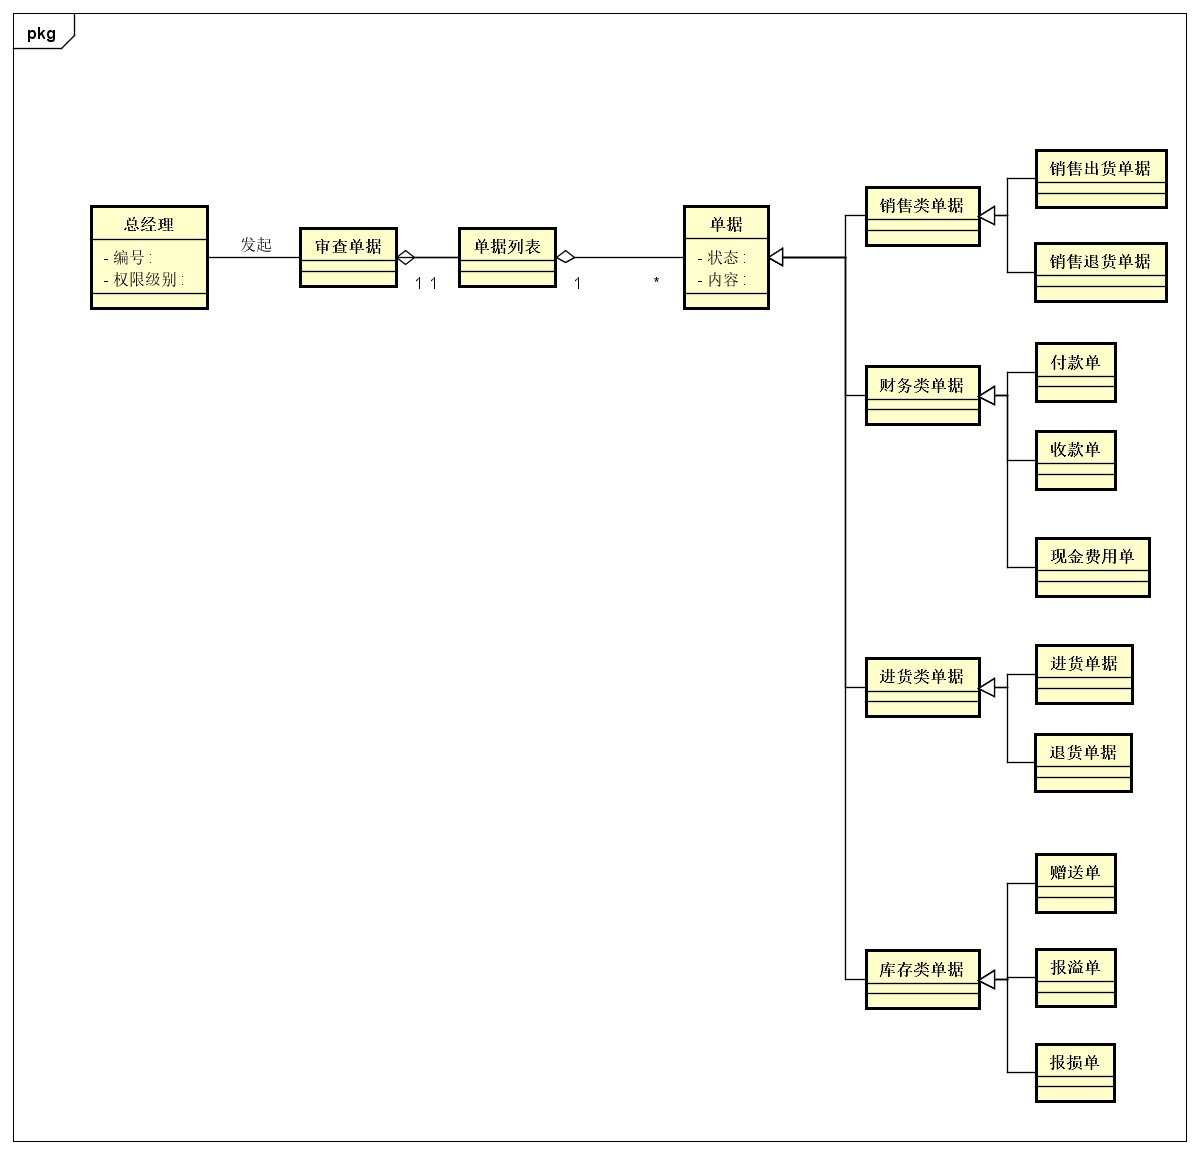 pkg
总经理
- 编号 :
- 权限级别 :
发起
审查单据
1
1
单据列表
1
*
单据
- 状态 :
- 内容 :
销售类单据
销售出货单据
销售退货单据
财务类单据
付款单
收款单
现金费用单
进货类单据
进货单据
退货单据
库存类单据
赠送单
报溢单
报损单